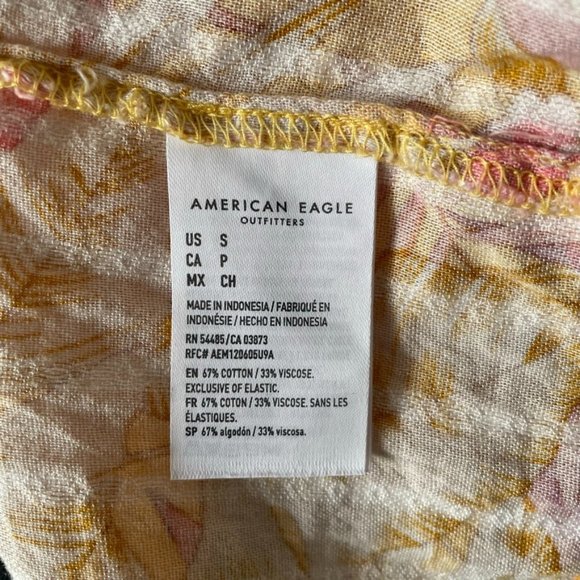 AMERICAN EAGLE
OUTFITTERS
US S
CA P
MX CH
MADE IN INDONESIA / FABRIQUÉ EN
INDONÉSIE / HECHO EN INDONESIA
RN 54485/CA 03873
RFC# AEM120605U9A
EN 67% COTTON / 33% VISCOSE.
EXCLUSIVE OF ELASTIC.
FR 67% COTON / 33% VISCOSE. SANS LES
ÉLASTIQUES.
SP 67% algodón / 33% viscosa.